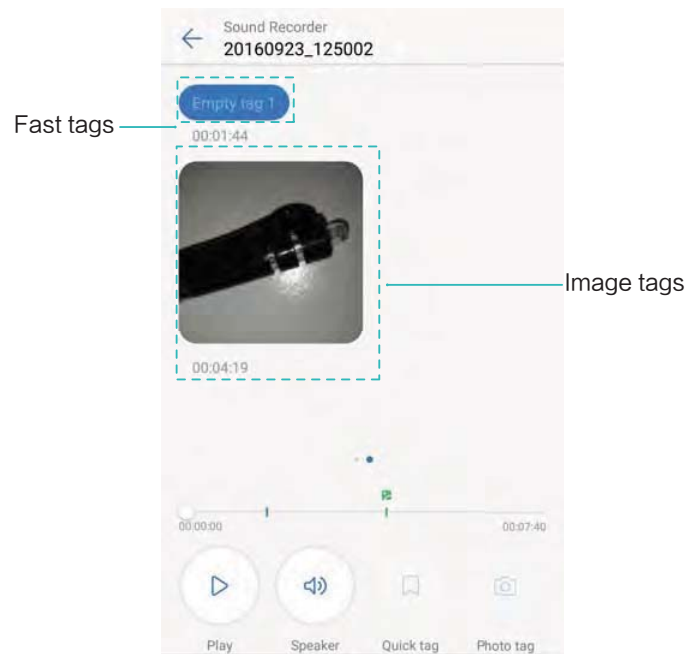 Sound Recorder
20160923_125002
Empty tag 1
Fast tags
00:01:44
Image tags
00:04:19
00:00:00
00:07:40
Play
Speaker
Quick tag
Photo tag